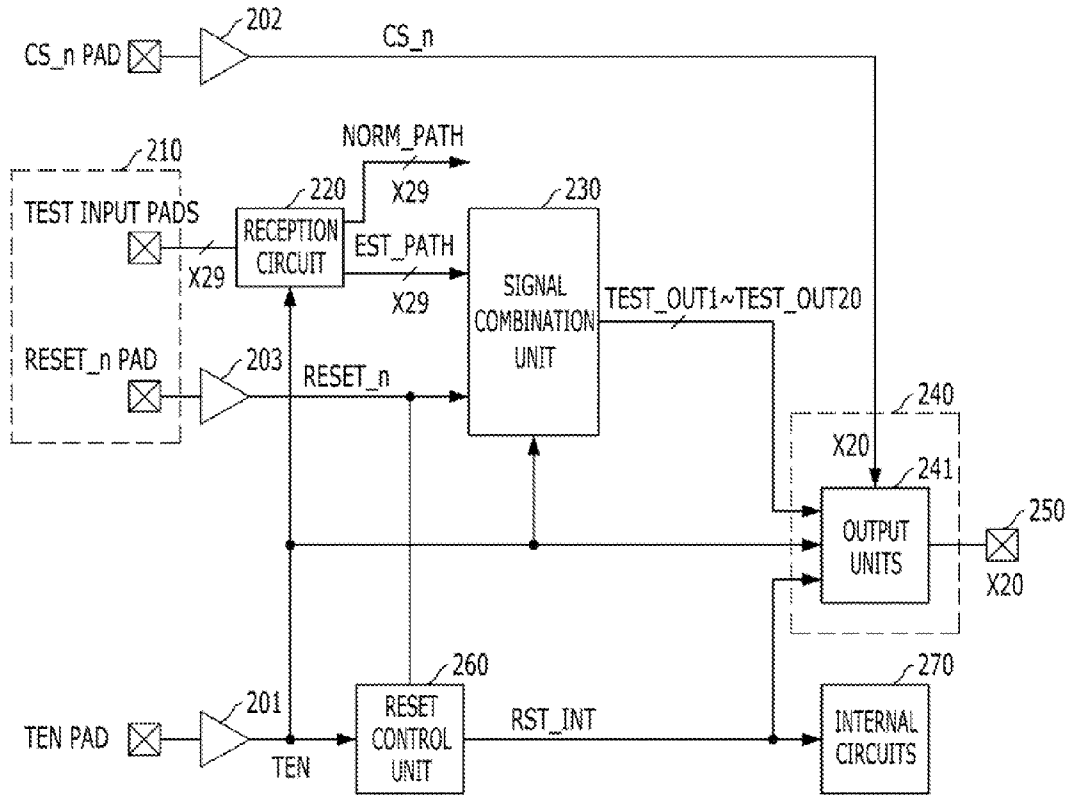 202
CS_n PAD
CS_n
210
NORM_PATH
X29
TEST INPUT PADS
X29
220
RECEPTION
CIRCUIT
EST_PATH
X29
230
SIGNAL
COMBINATION
UNIT
TEST_OUT1~TEST_OUT20
RESET_n PAD
203
RESET_n
240
X20
241
OUTPUT
UNITS
250
X20
260
RESET
CONTROL
UNIT
270
INTERNAL
CIRCUITS
RST_INT
TEN PAD
201
TEN